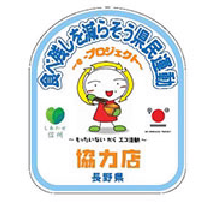 食べ残しを減らそう県民運動
～e-プロジェクト～
しあわせ
信州
～もったいないから エコ活動～
協力店
長野県